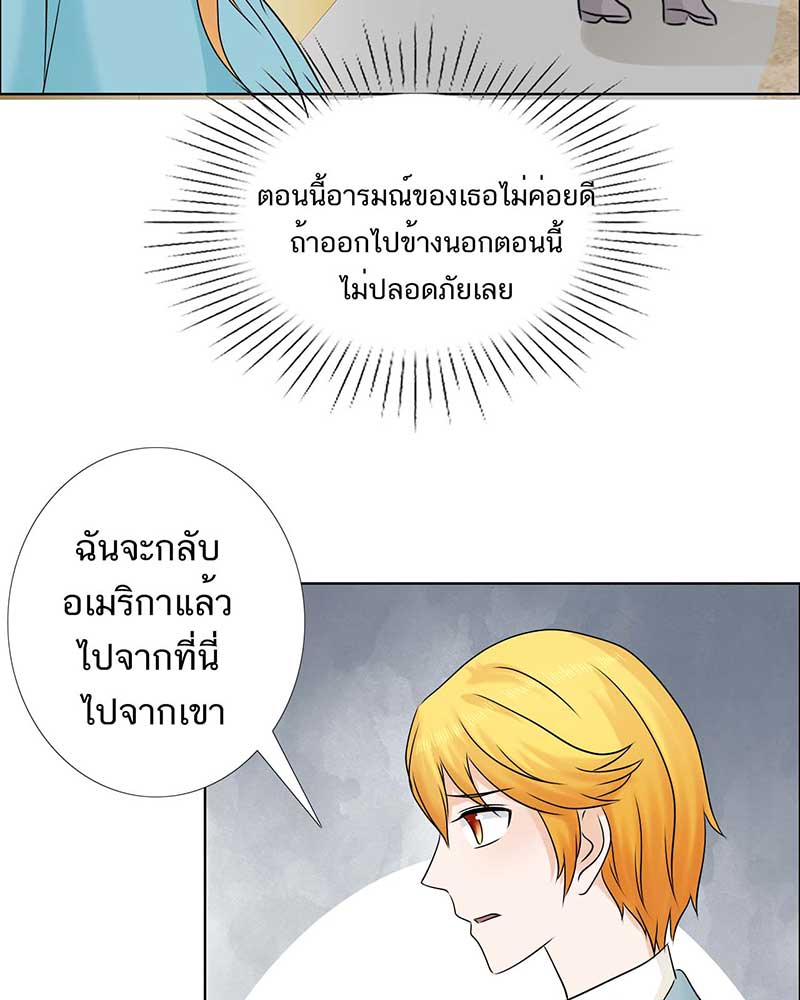 ตอนนี้อารมณ์ของเธอไม่ค่อยดี
ถ้าออกไปข้างนอกตอนนี้
ไม่ปลอดภัยเลย
ฉันจะกลับ
อเมริกาแล้ว
ไปจากที่นี่
ไปจากเขา